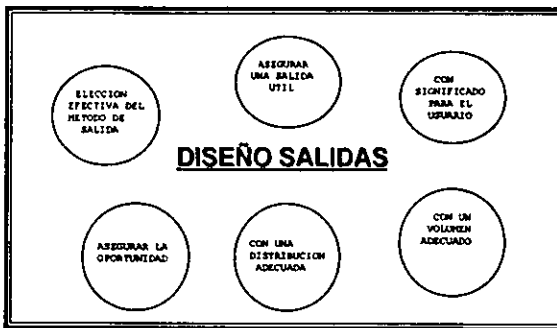 ELECCION
EFECTIVA DEL
METODO DE
SALIDA
ASEGURAR
UNA SALIDA
UTIL
CON
SIGNIFICADO
PARA EL
USUARIO
DISEÑO SALIDAS
ASEGURAR LA
OPORTUNIDAD
CON UNA
DISTRIBUCION
ADECUADA
CON UN
VOLUMEN
ADECUADO